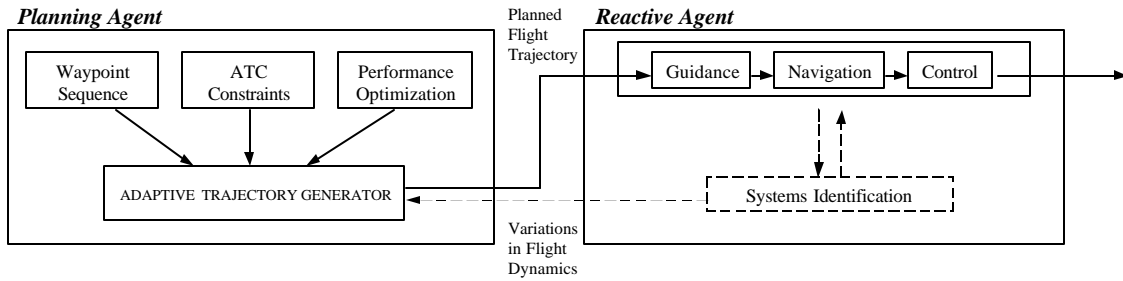 Planning Agent
Waypoint
Sequence
ATC
Constraints
Performance
Optimization
ADAPTIVE TRAJECTORY GENERATOR
Planned
Flight
Trajectory
Variations
in Flight
Dynamics
Reactive Agent
Guidance
Navigation
Control
Systems Identification